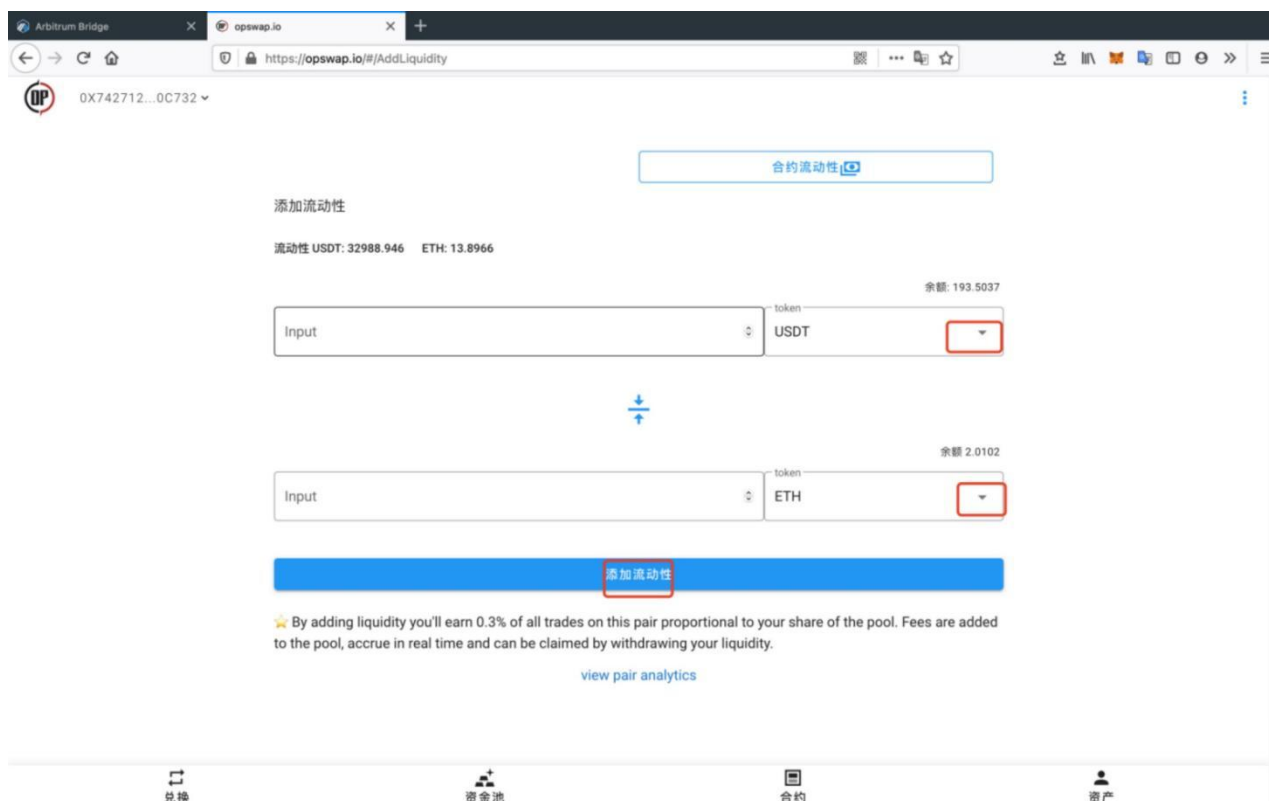 Arbitrum Bridge
opswap.io
https://opswap.io/#/AddLiquidity
OP 0X742712...0C732
合约流动性
添加流动性
流动性 USDT: 32988.946 ETH: 13.8966
余额: 193.5037
token
Input USDT
余额 2.0102
token
Input ETH
添加流动性
By adding liquidity you'll earn 0.3% of all trades on this pair proportional to your share of the pool. Fees are added
to the pool, accrue in real time and can be claimed by withdrawing your liquidity.
view pair analytics
兑换 资金池 合约 资产